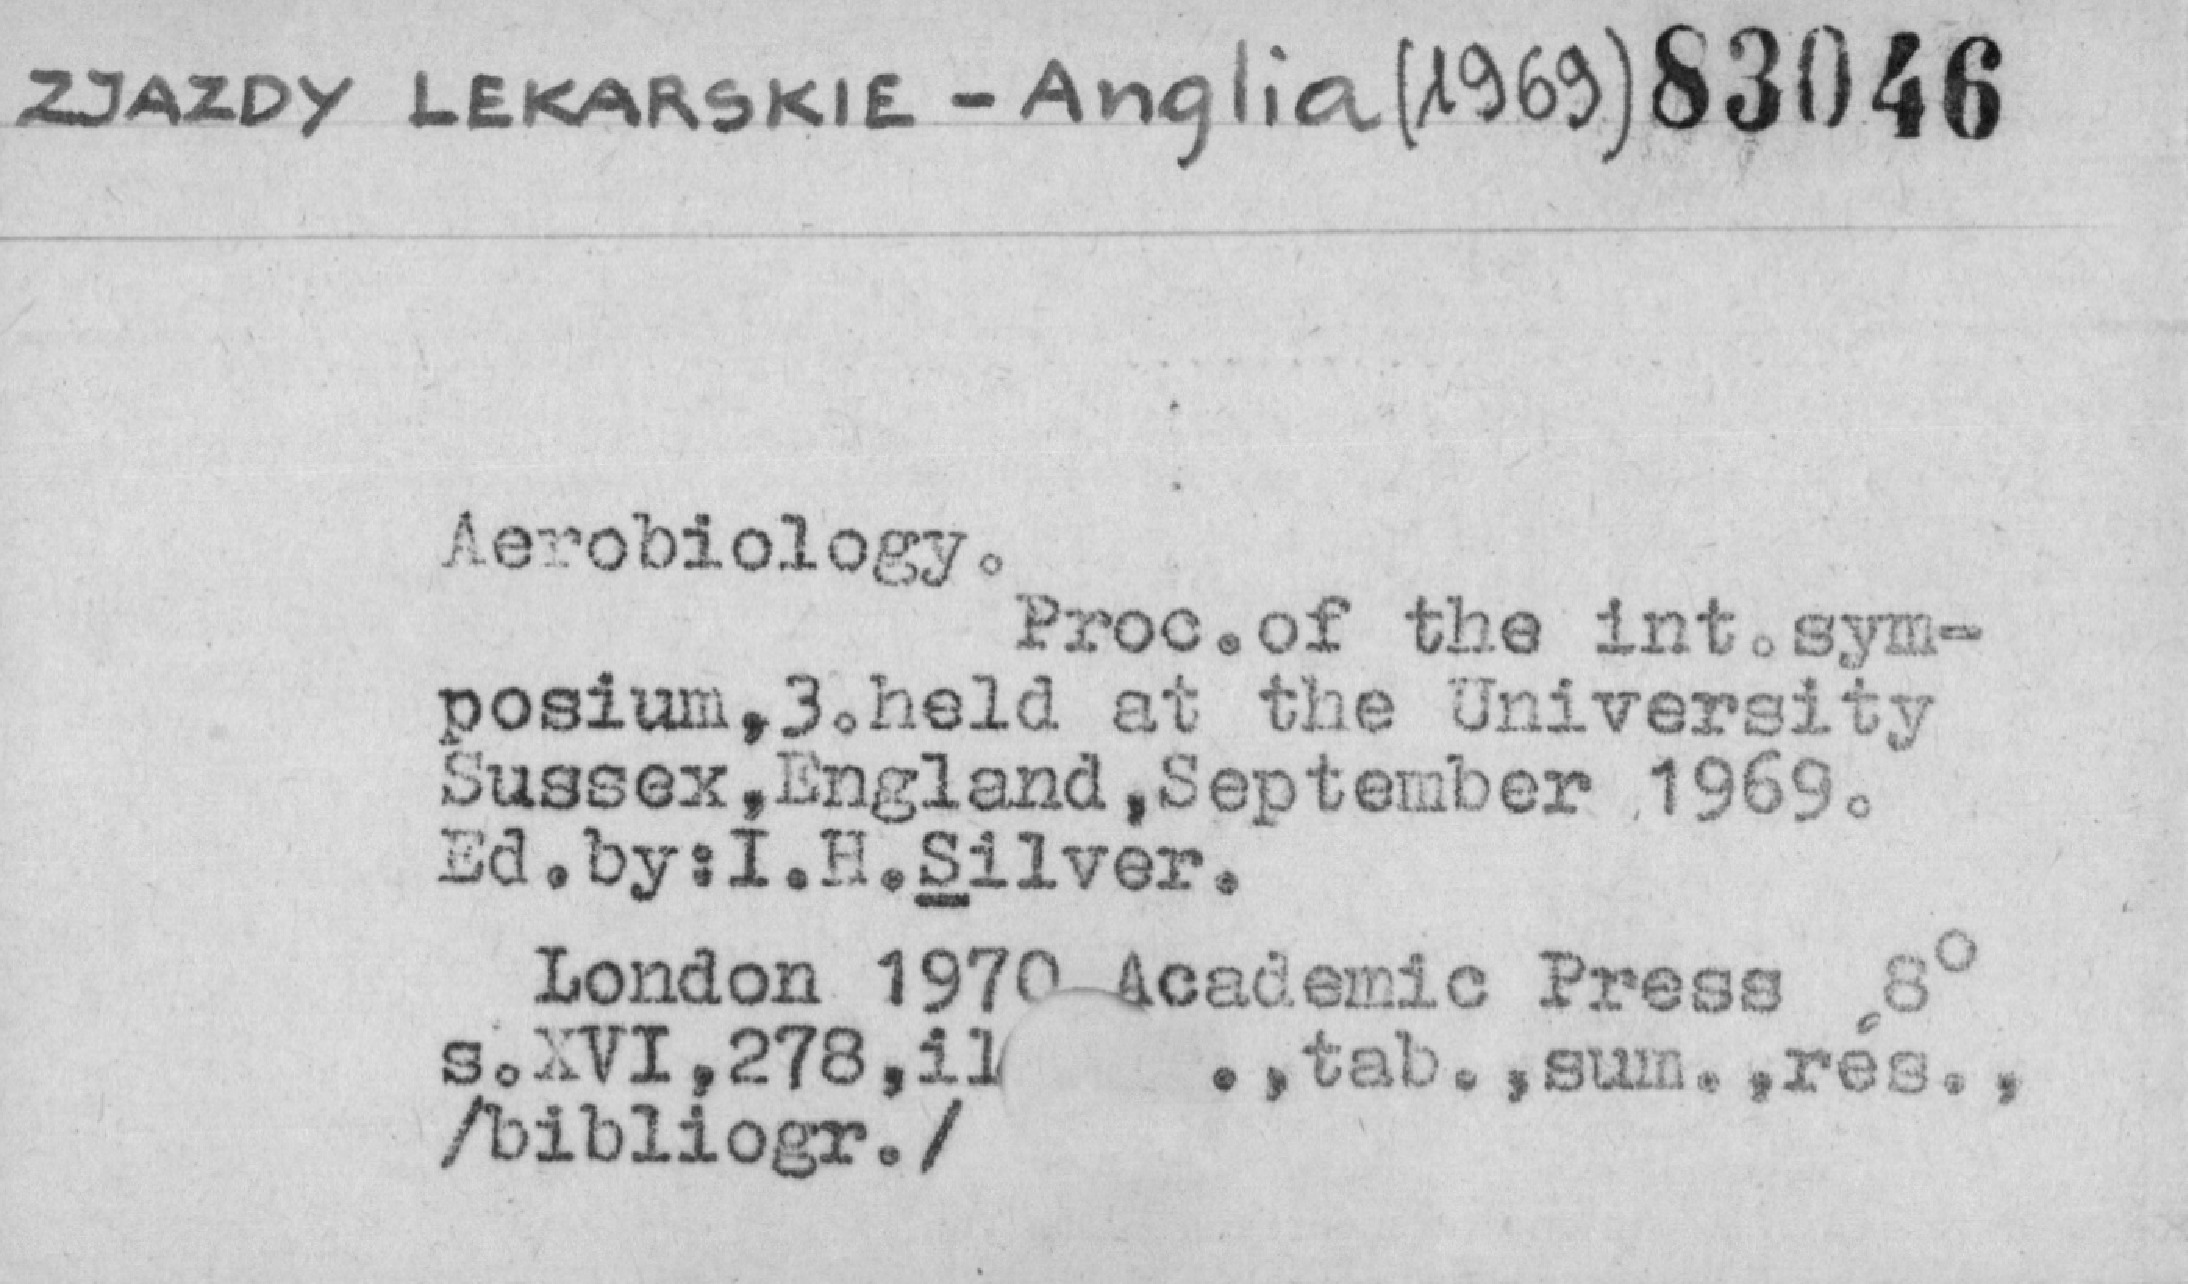 ZJAZDY LEKARSKIE - Anglia (1969) 83046
Aerobiology.
Proc.of the int.sym-
posium,3.held at the University
Sussex,England,September 1969.
Ed.by:I.H.Silver.
London 1970 Academic Press 8°
s.XVI,278,il .,tab.,sum.,rés.,
/bibliogr./